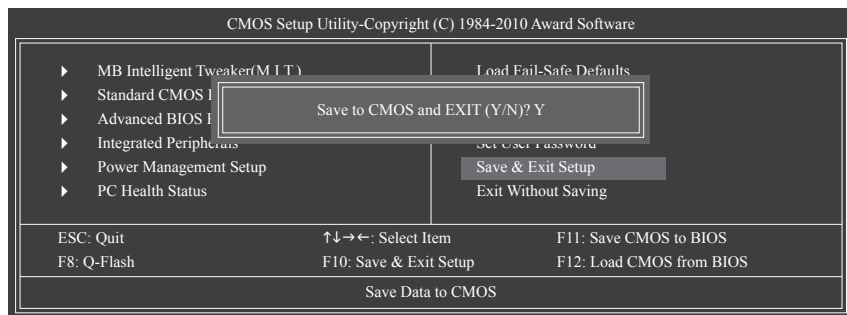 CMOS Setup Utility-Copyright (C) 1984-2010 Award Software
MB Intelligent Tweaker(M.I.T.)
Standard CMOS
Advanced BIOS
Integrated Peripherals
Power Management Setup
PC Health Status
Load Fail-Safe Defaults
Set User Password
Save & Exit Setup
Exit Without Saving
Save to CMOS and EXIT (Y/N)? Y
ESC: Quit
↑↓→←: Select Item
F11: Save CMOS to BIOS
F8: Q-Flash
F10: Save & Exit Setup
F12: Load CMOS from BIOS
Save Data to CMOS